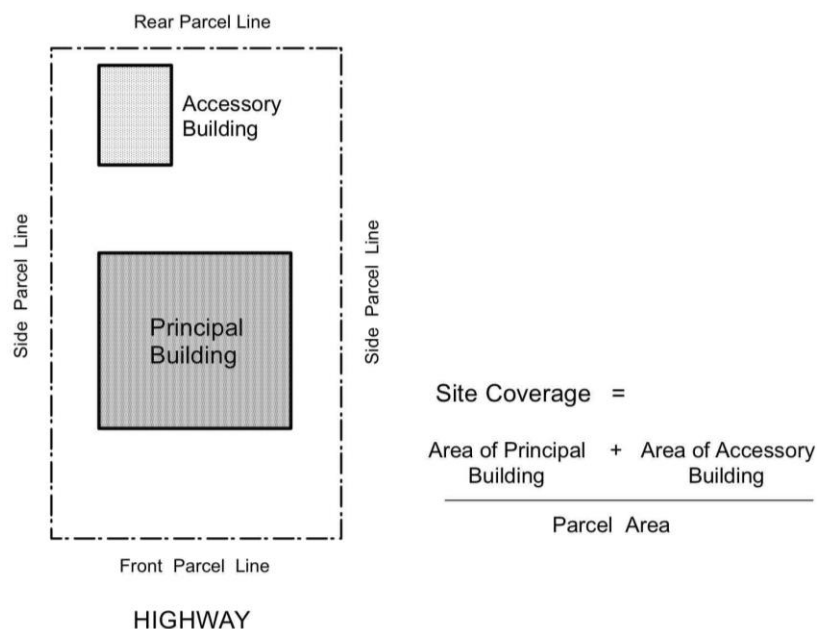 Rear Parcel Line
Accessory
Building
Side Parcel Line
Principal
Building
Side Parcel Line
Site Coverage =
Area of Principal + Area of Accessory
Building Building
Parcel Area
Front Parcel Line
HIGHWAY